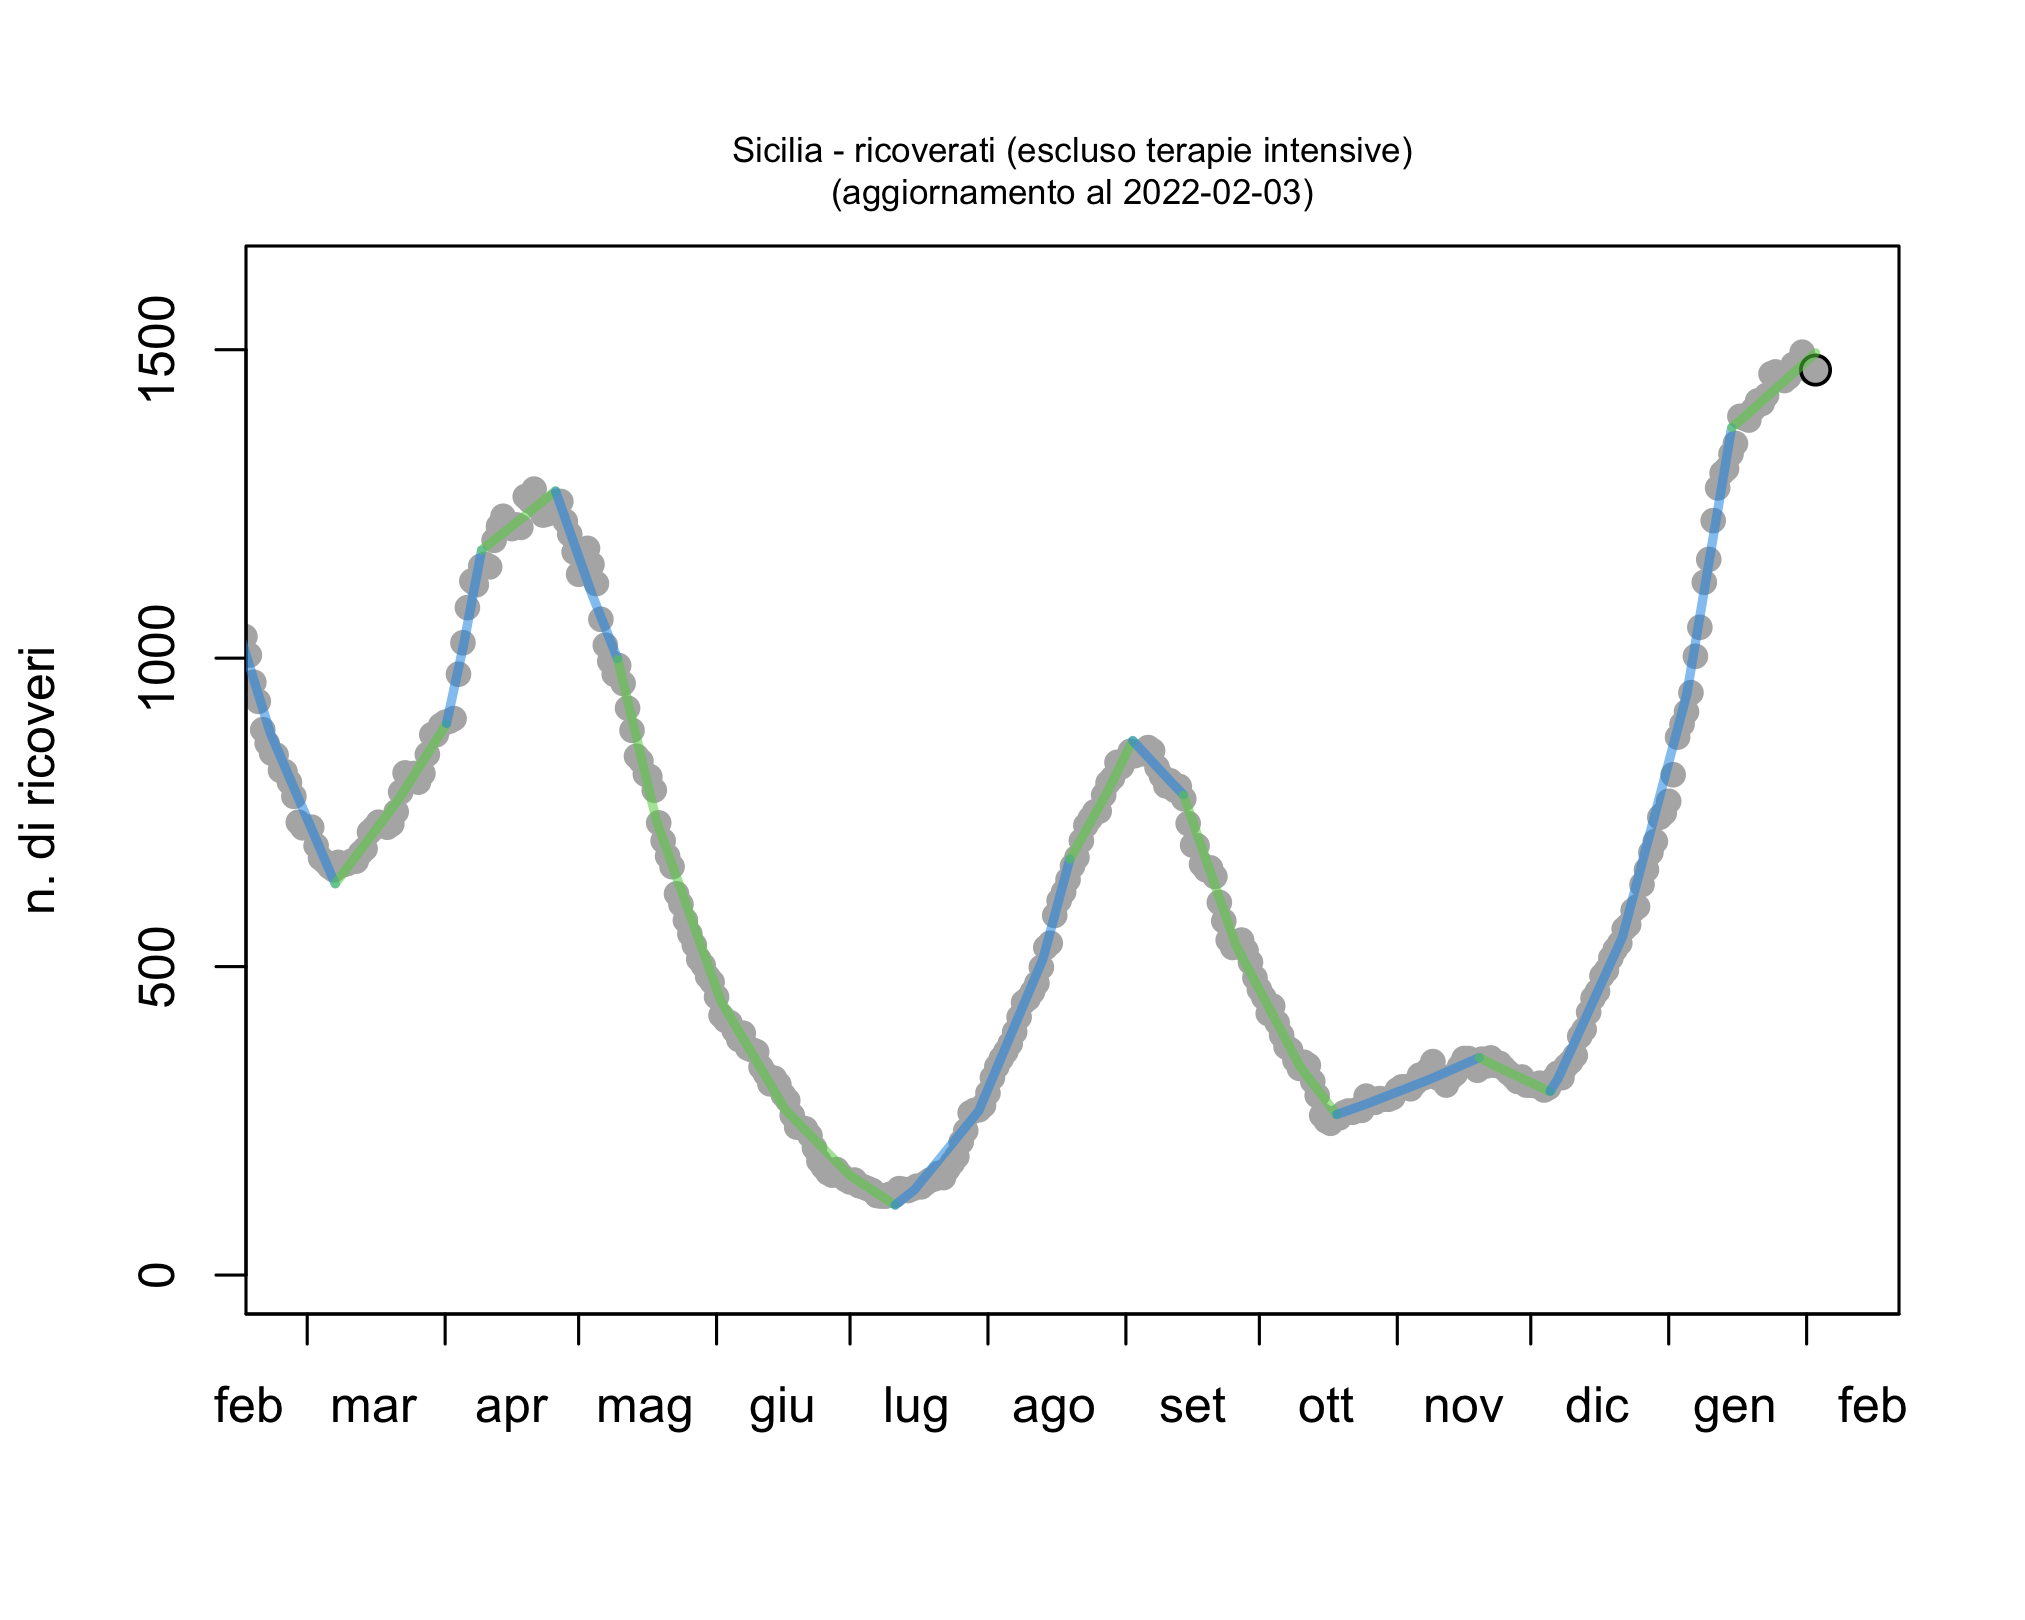 Sicilia - ricoverati (escluso terapie intensive)
(aggiornamento al 2022-02-03)
n. di ricoveri
1500
1000
500
0
feb mar apr mag giu lug ago set ott nov dic gen feb